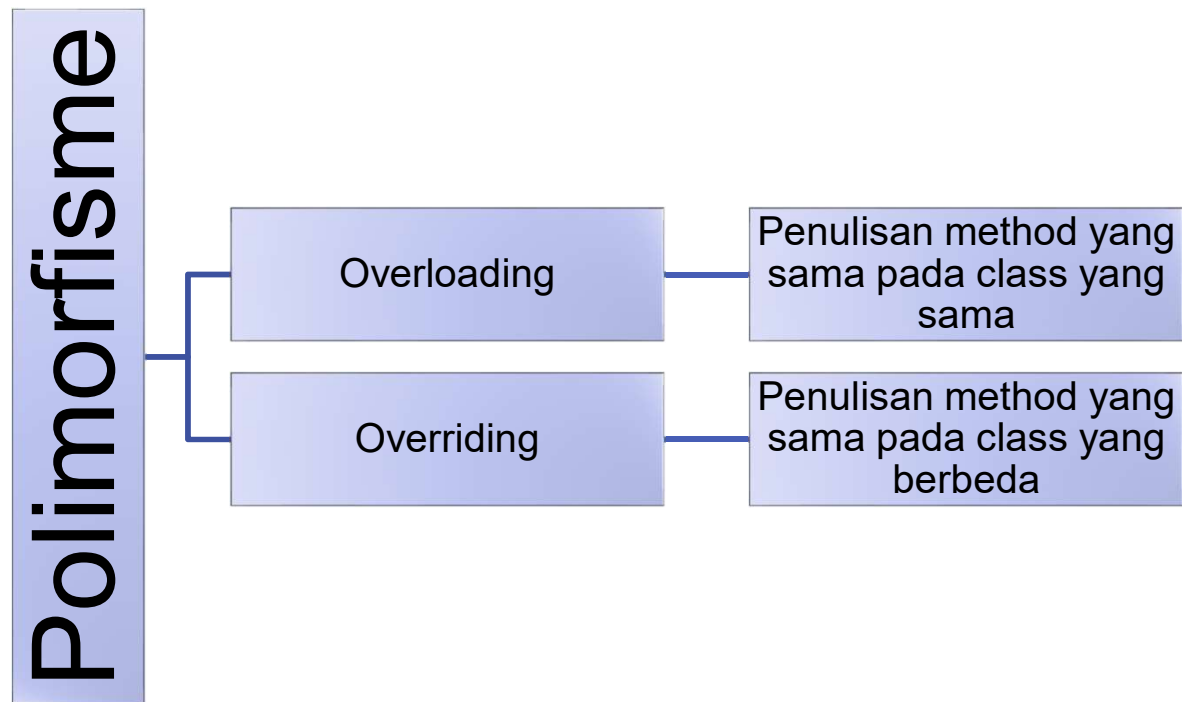 Polimorfisme
Overloading
Penulisan method yang
sama pada class yang
sama
Overriding
Penulisan method yang
sama pada class yang
berbeda